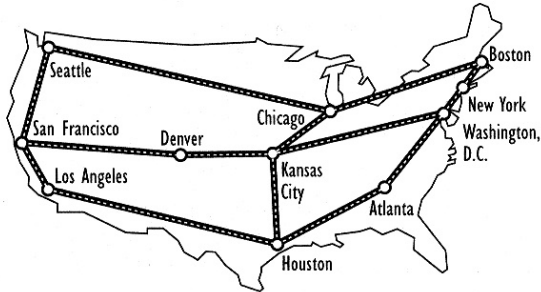 Boston
Seattle
Chicago
New York
San Francisco
Denver
Washington,
D.C.
Kansas
City
Los Angeles
Atlanta
Houston